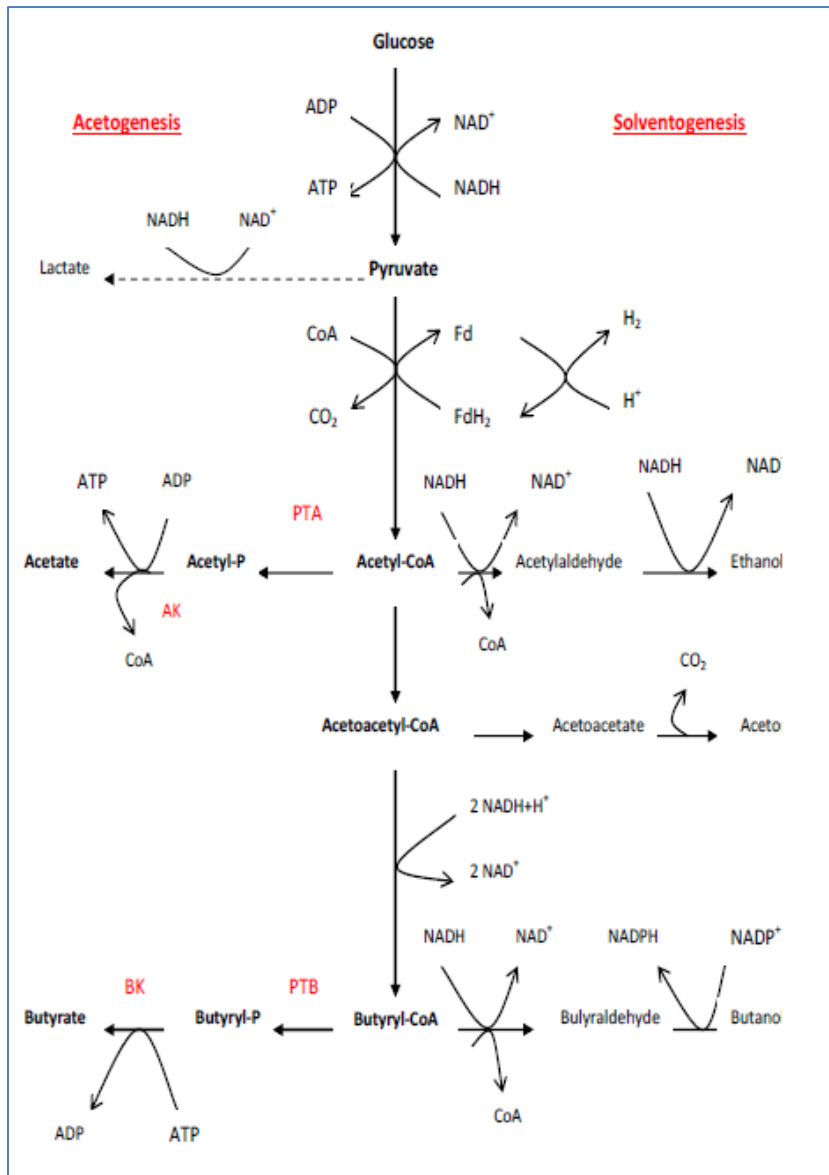 Glucose
ADP
NAD⁺
Acetogenesis
Solventogenesis
ATP
NADH
NADH
NAD⁺
Lactate
Pyruvate
CoA
Fd
H₂
CO₂
FdH₂
H⁺
ATP
ADP
PTA
NADH
NAD⁺
NADH
NAD
Acetate
Acetyl-P
Acetyl-CoA
Acetylaldehyde
Ethanol
AK
CoA
CoA
CO₂
Acetoacetyl-CoA
Acetoacetate
Aceto
2 NADH+H⁺
2 NAD⁺
NADH
NAD⁺
NADPH
NADP⁺
BK
PTB
Butyrate
Butyryl-P
Butyryl-CoA
Bulyraldehyde
Butanol
CoA
ADP
ATP